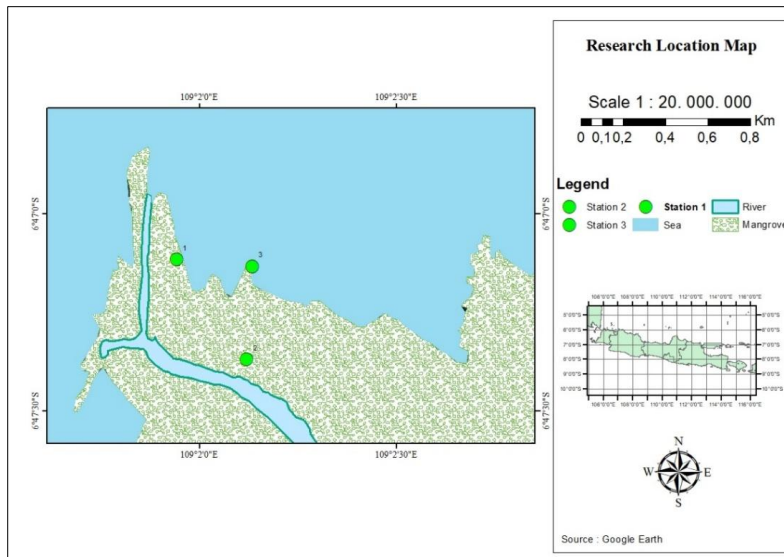 Research Location Map
Scale 1 : 20. 000. 000
Km
0 0,1 0,2 0,4 0,6 0,8
Legend
Station 2 Station 1 River
Station 3 Sea Mangrove
109°2'0"E 109°2'30"E
6°47'0"S 6°47'0"S
1 3
2
6°47'30"S 6°47'30"S
109°2'0"E 109°2'30"E
N
W E
S
Source : Google Earth